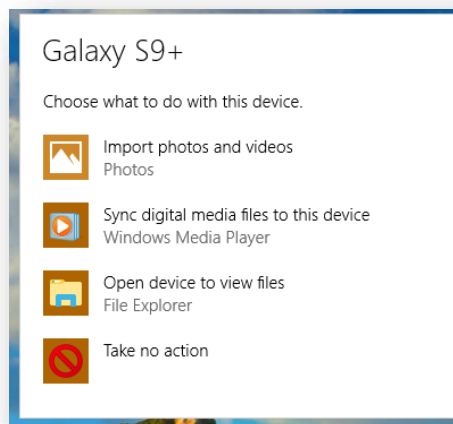 Galaxy S9+
Choose what to do with this device.
Import photos and videos
Photos
Sync digital media files to this device
Windows Media Player
Open device to view files
File Explorer
Take no action